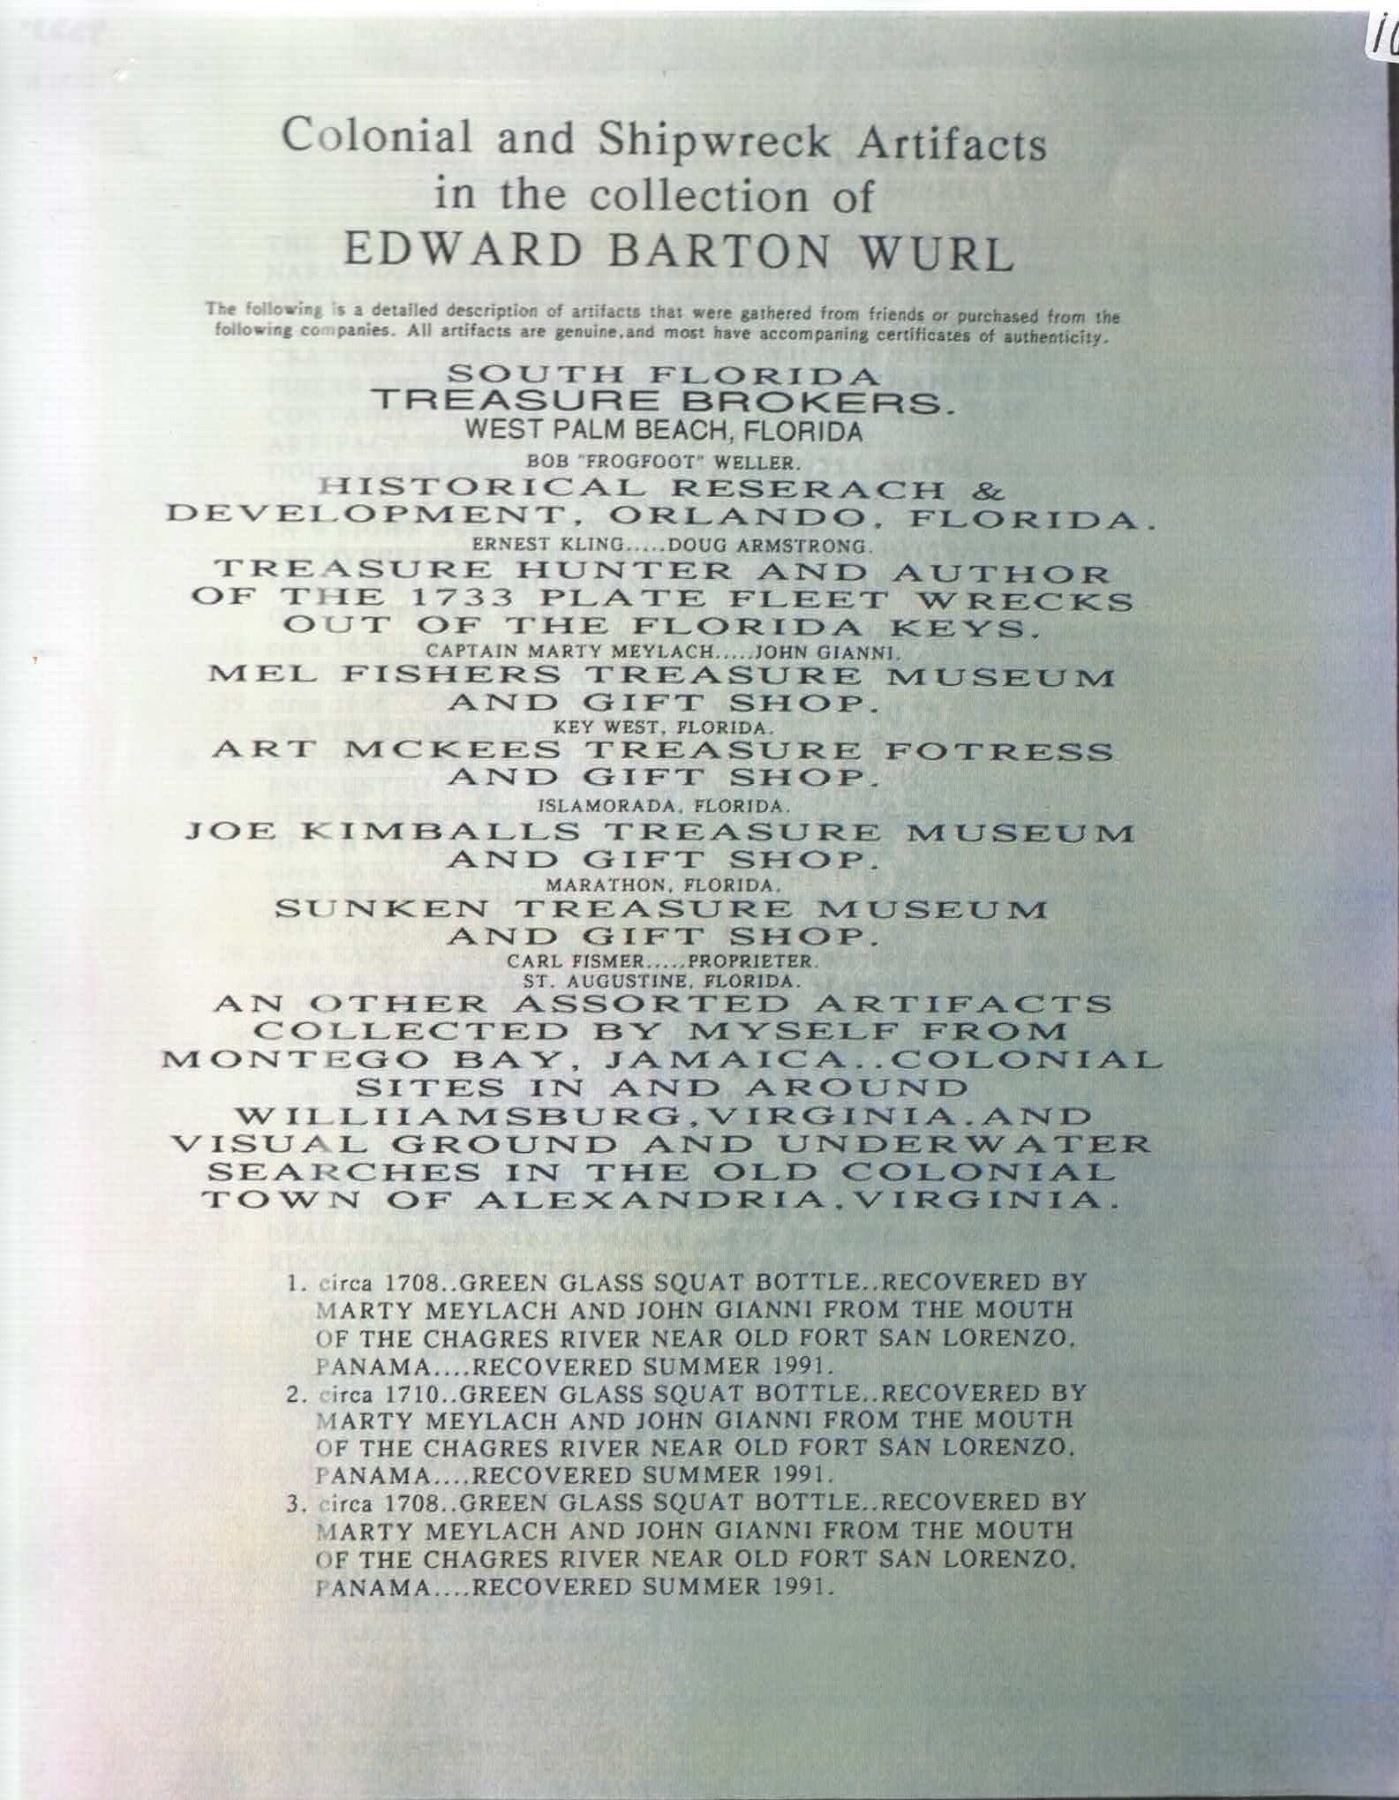 Colonial and Shipwreck Artifacts
in the collection of
EDWARD BARTON WURL
The following is a detailed description of artifacts that were gathered from friends or purchased from the
following companies. All artifacts are genuine.and most have accompaning certificates of authenticity.
SOUTH FLORIDA
TREASURE BROKERS.
WEST PALM BEACH, FLORIDA
BOB "FROGFOOT" WELLER.
HISTORICAL RESERACH &
DEVELOPMENT, ORLANDO, FLORIDA.
ERNEST KLING.....DOUG ARMSTRONG.
TREASURE HUNTER AND AUTHOR
OF THE 1733 PLATE FLEET WRECKS
OUT OF THE FLORIDA KEYS.
CAPTAIN MARTY MEYLACH.....JOHN GIANNI.
MEL FISHERS TREASURE MUSEUM
AND GIFT SHOP.
KEY WEST, FLORIDA.
ART MCKEES TREASURE FOTRESS
AND GIFT SHOP.
ISLAMORADA, FLORIDA.
JOE KIMBALLS TREASURE MUSEUM
AND GIFT SHOP.
MARATHON, FLORIDA.
SUNKEN TREASURE MUSEUM
AND GIFT SHOP.
CARL FISMER.....PROPRIETER.
ST. AUGUSTINE, FLORIDA.
AN OTHER ASSORTED ARTIFACTS
COLLECTED BY MYSELF FROM
MONTEGO BAY, JAMAICA..COLONIAL
SITES IN AND AROUND
WILLIIAMSBURG,VIRGINIA.AND
VISUAL GROUND AND UNDERWATER
SEARCHES IN THE OLD COLONIAL
TOWN OF ALEXANDRIA,VIRGINIA.
1. circa 1708..GREEN GLASS SQUAT BOTTLE..RECOVERED BY
MARTY MEYLACH AND JOHN GIANNI FROM THE MOUTH
OF THE CHAGRES RIVER NEAR OLD FORT SAN LORENZO,
PANAMA....RECOVERED SUMMER 1991.
2. circa 1710..GREEN GLASS SQUAT BOTTLE..RECOVERED BY
MARTY MEYLACH AND JOHN GIANNI FROM THE MOUTH
OF THE CHAGRES RIVER NEAR OLD FORT SAN LORENZO,
PANAMA....RECOVERED SUMMER 1991.
3. circa 1708..GREEN GLASS SQUAT BOTTLE..RECOVERED BY
MARTY MEYLACH AND JOHN GIANNI FROM THE MOUTH
OF THE CHAGRES RIVER NEAR OLD FORT SAN LORENZO,
PANAMA....RECOVERED SUMMER 1991.